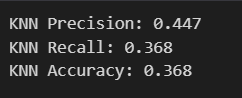 KNN Precision: 0.447
KNN Recall: 0.368
KNN Accuracy: 0.368